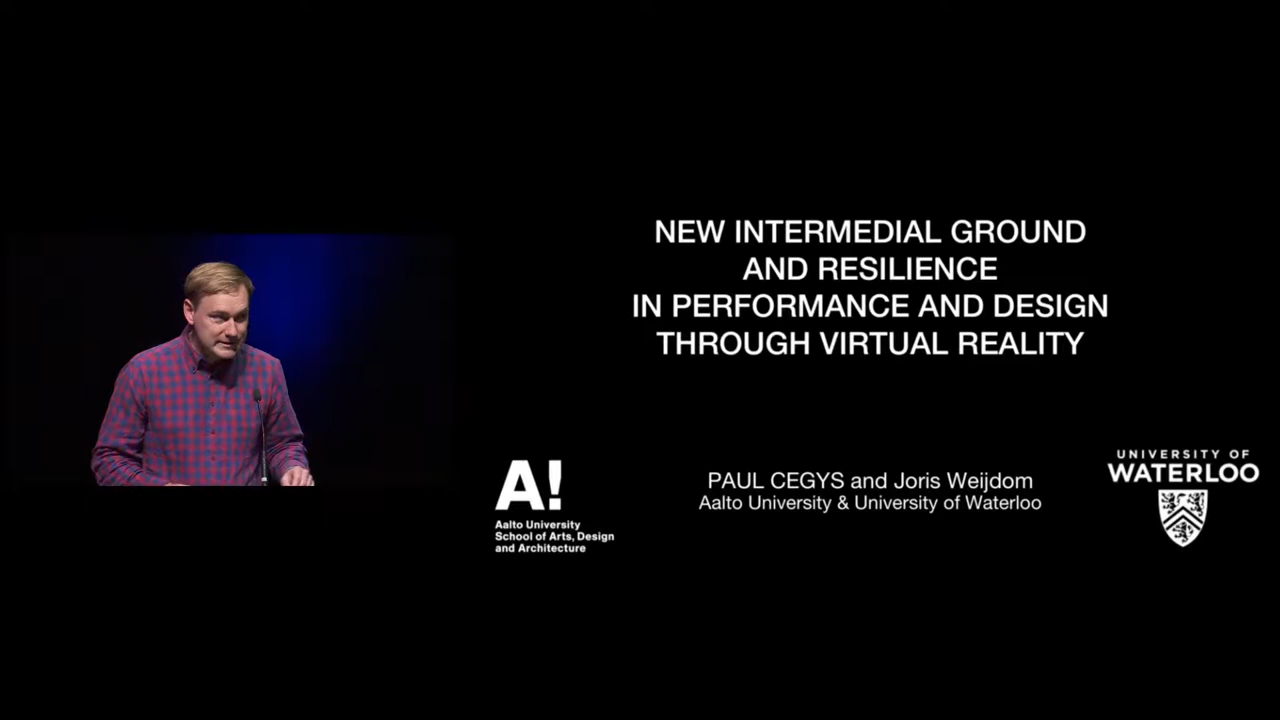 NEW INTERMEDIAL GROUND
AND RESILIENCE
IN PERFORMANCE AND DESIGN
THROUGH VIRTUAL REALITY
PAUL CEGYS and Joris Weijdom
Aalto University & University of Waterloo
A!
Aalto University
School of Arts, Design
and Architecture
UNIVERSITY OF
WATERLOO